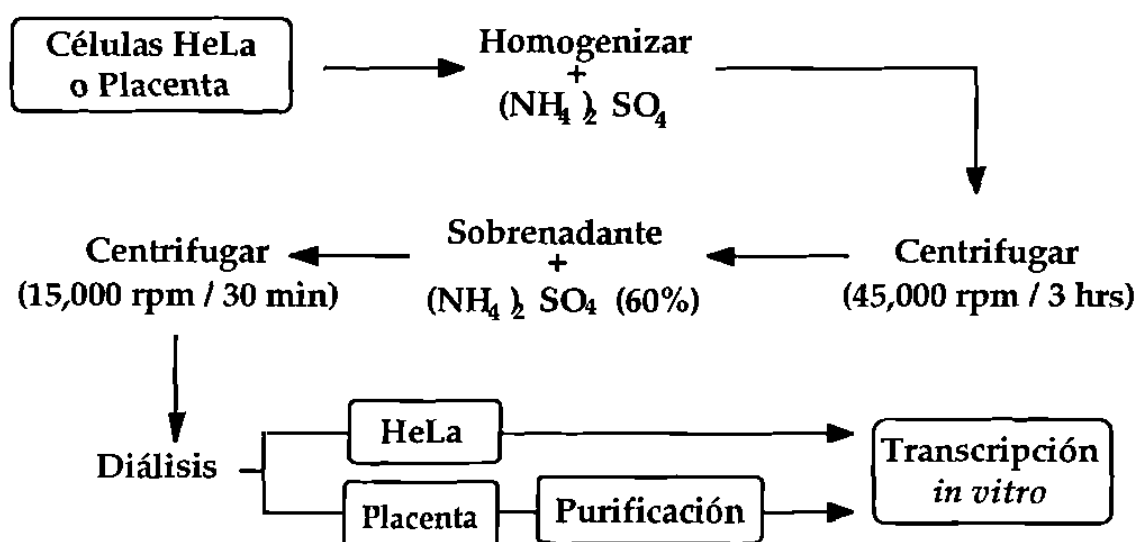 Células HeLa
o Placenta
Homogenizar
+
(NH4)2 SO4
Centrifugar
(45,000 rpm / 3 hrs)
Sobrenadante
+
(NH4)2 SO4 (60%)
Centrifugar
(15,000 rpm / 30 min)
Diálisis
HeLa
Placenta
Purificación
Transcripción
in vitro